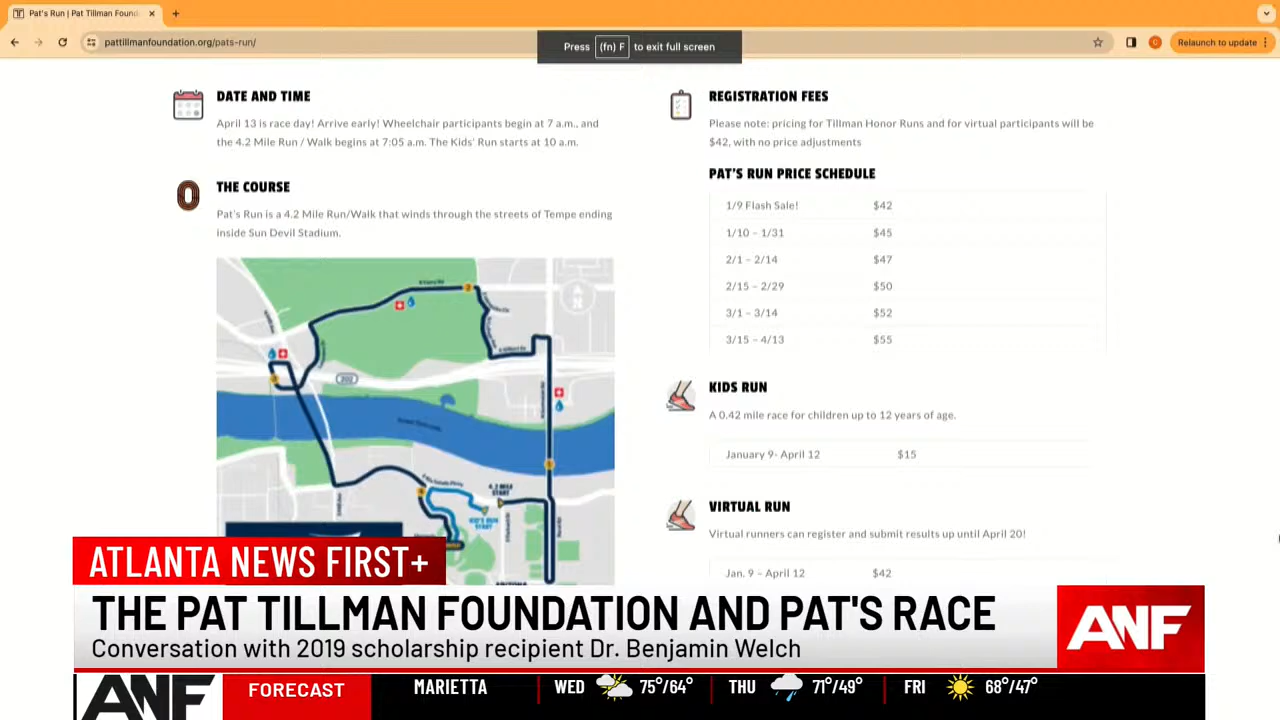 Pat's Run | Pat Tillman Found
pattillmanfoundation.org/pats-run/
Press (fn) F to exit full screen
Relaunch to update
DATE AND TIME
April 13 is race day! Arrive early! Wheelchair participants begin at 7 a.m., and
the 4.2 Mile Run / Walk begins at 7:05 a.m. The Kids' Run starts at 10 a.m.
THE COURSE
Pat's Run is a 4.2 Mile Run/Walk that winds through the streets of Tempe ending
inside Sun Devil Stadium.
202
4.2 MILE
START
KID'S RUN
START
REGISTRATION FEES
Please note: pricing for Tillman Honor Runs and for virtual participants will be
$42, with no price adjustments
PAT'S RUN PRICE SCHEDULE
1/9 Flash Sale! $42
1/10 – 1/31 $45
2/1 – 2/14 $47
2/15 – 2/29 $50
3/1 – 3/14 $52
3/15 – 4/13 $55
KIDS RUN
A 0.42 mile race for children up to 12 years of age.
January 9- April 12 $15
VIRTUAL RUN
Virtual runners can register and submit results up until April 20!
Jan. 9 – April 12 $42
ATLANTA NEWS FIRST+
THE PAT TILLMAN FOUNDATION AND PAT'S RACE
Conversation with 2019 scholarship recipient Dr. Benjamin Welch
ANF
ANF FORECAST MARIETTA WED 75°/64° THU 71°/49° FRI 68°/47°